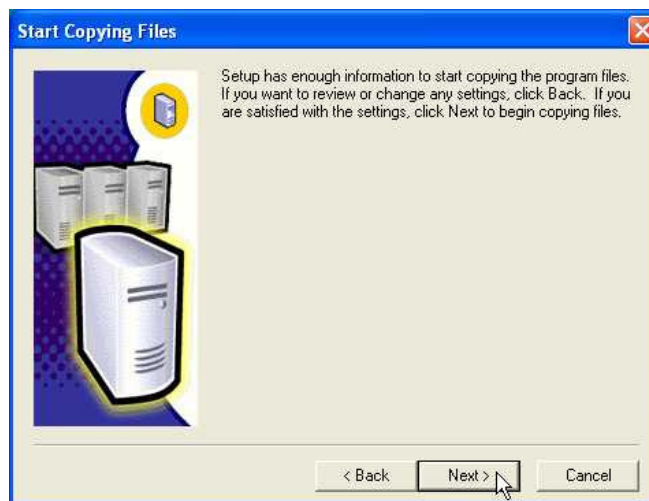 Start Copying Files
Setup has enough information to start copying the program files.
If you want to review or change any settings, click Back.  If you
are satisfied with the settings, click Next to begin copying files.
< Back
Next >
Cancel